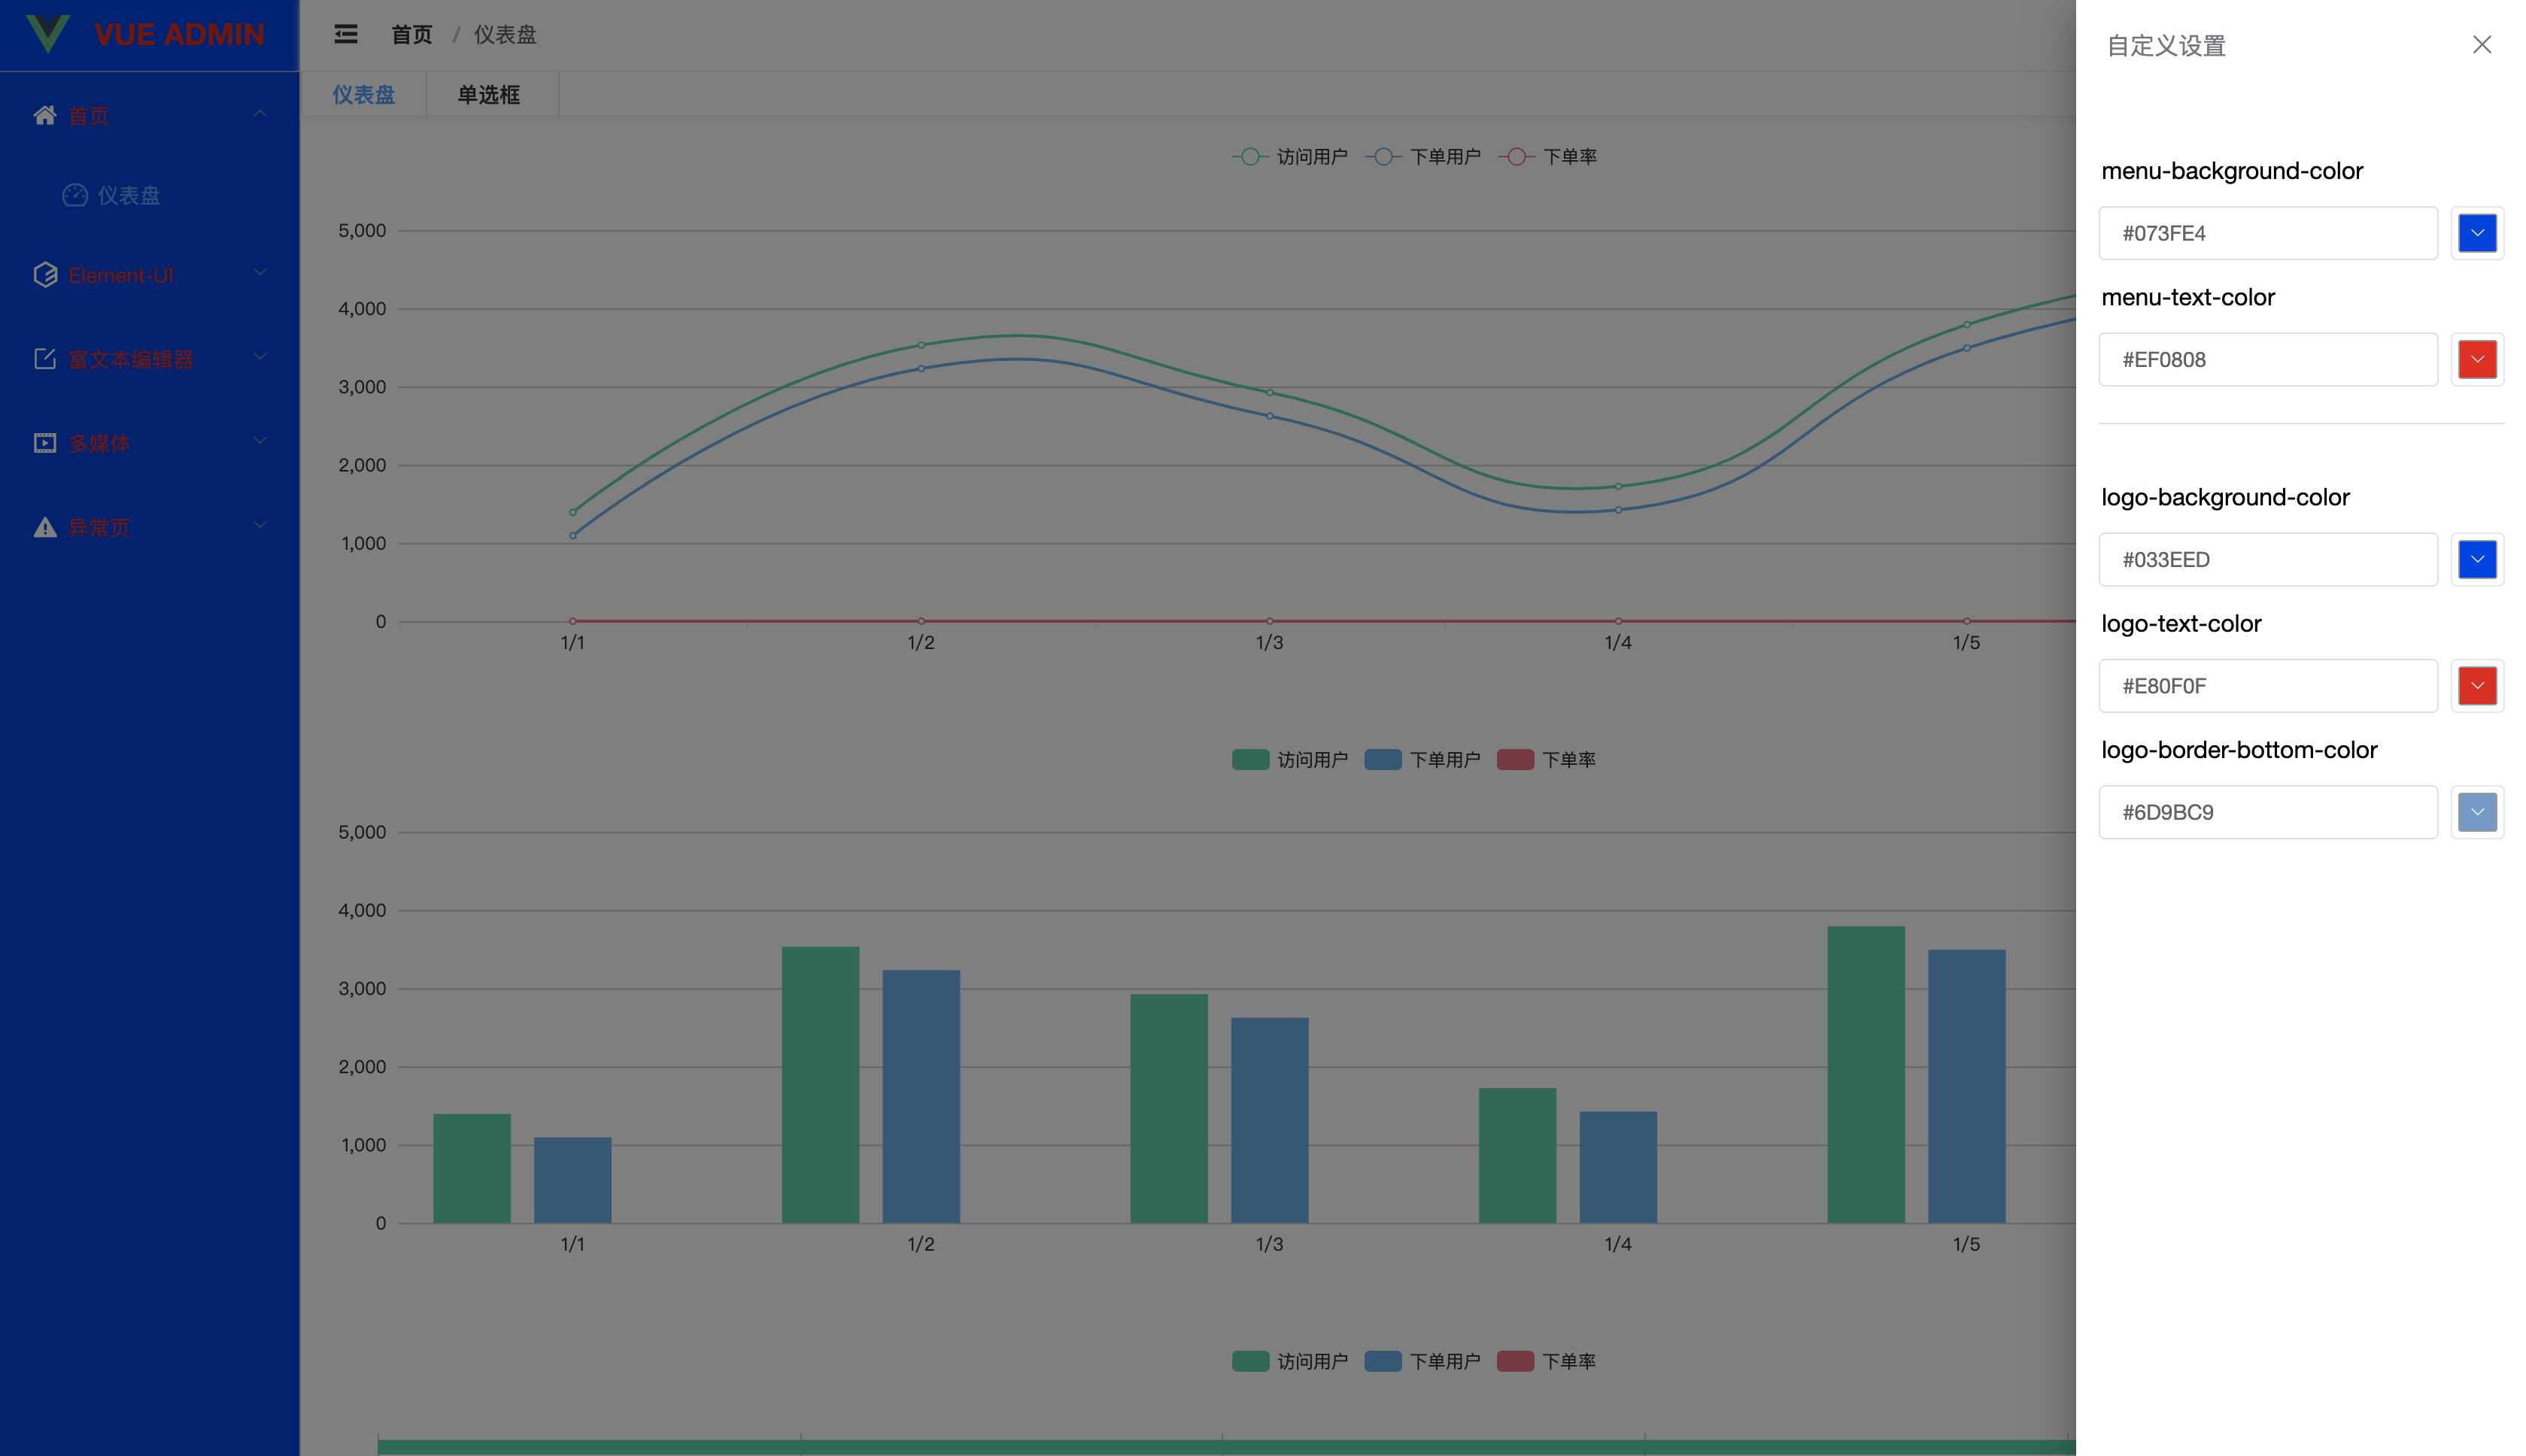 VUE ADMIN
首页
仪表盘
Element-UI
富文本编辑器
多媒体
异常页
首页 / 仪表盘
仪表盘 单选框
访问用户 下单用户 下单率
5,000
4,000
3,000
2,000
1,000
0
1/1 1/2 1/3 1/4 1/5
访问用户 下单用户 下单率
5,000
4,000
3,000
2,000
1,000
0
1/1 1/2 1/3 1/4 1/5
访问用户 下单用户 下单率
自定义设置
menu-background-color
#073FE4
menu-text-color
#EF0808
logo-background-color
#033EED
logo-text-color
#E80F0F
logo-border-bottom-color
#6D9BC9